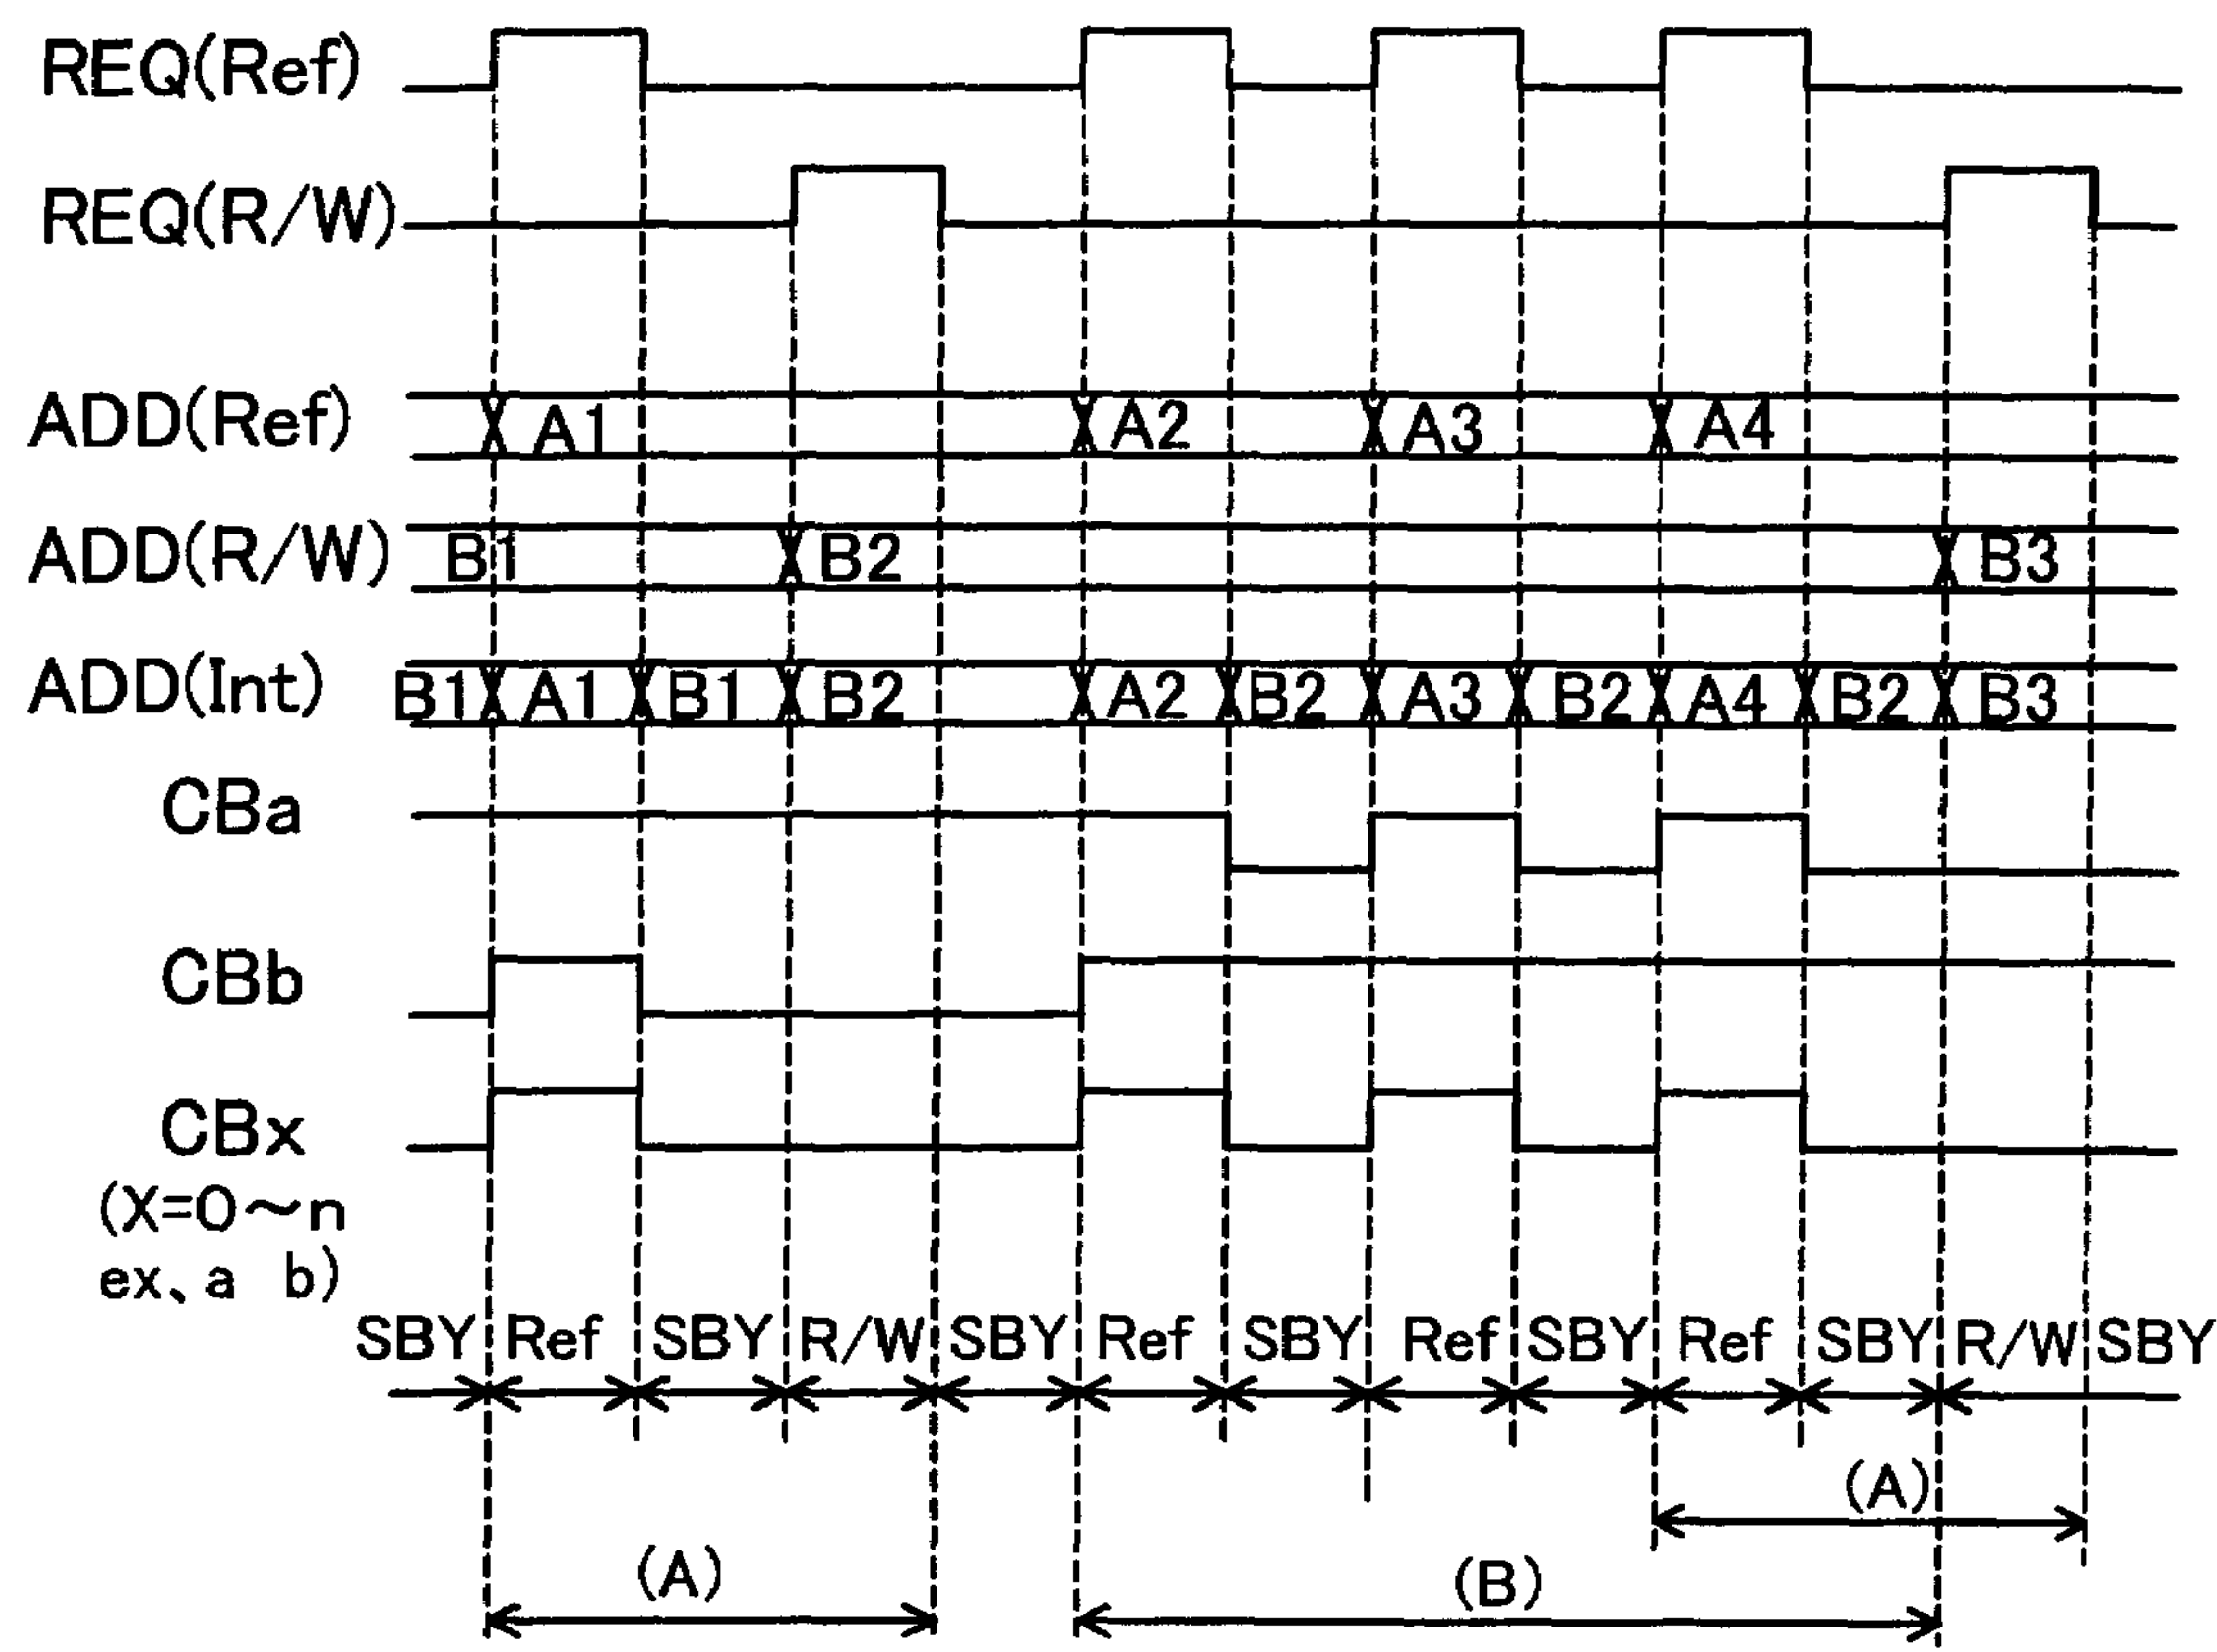 REQ(Ref)
REQ(R/W)
ADD(Ref) A1 A2 A3 A4
ADD(R/W) B1 B2 B3
ADD(Int) B1 A1 B1 B2 A2 B2 A3 B2 A4 B2 B3
CBa
CBb
CBx
(X=0～n
ex、a b)
SBY Ref SBY R/W SBY Ref SBY Ref SBY Ref SBY R/W SBY
(A)
(A) (B)